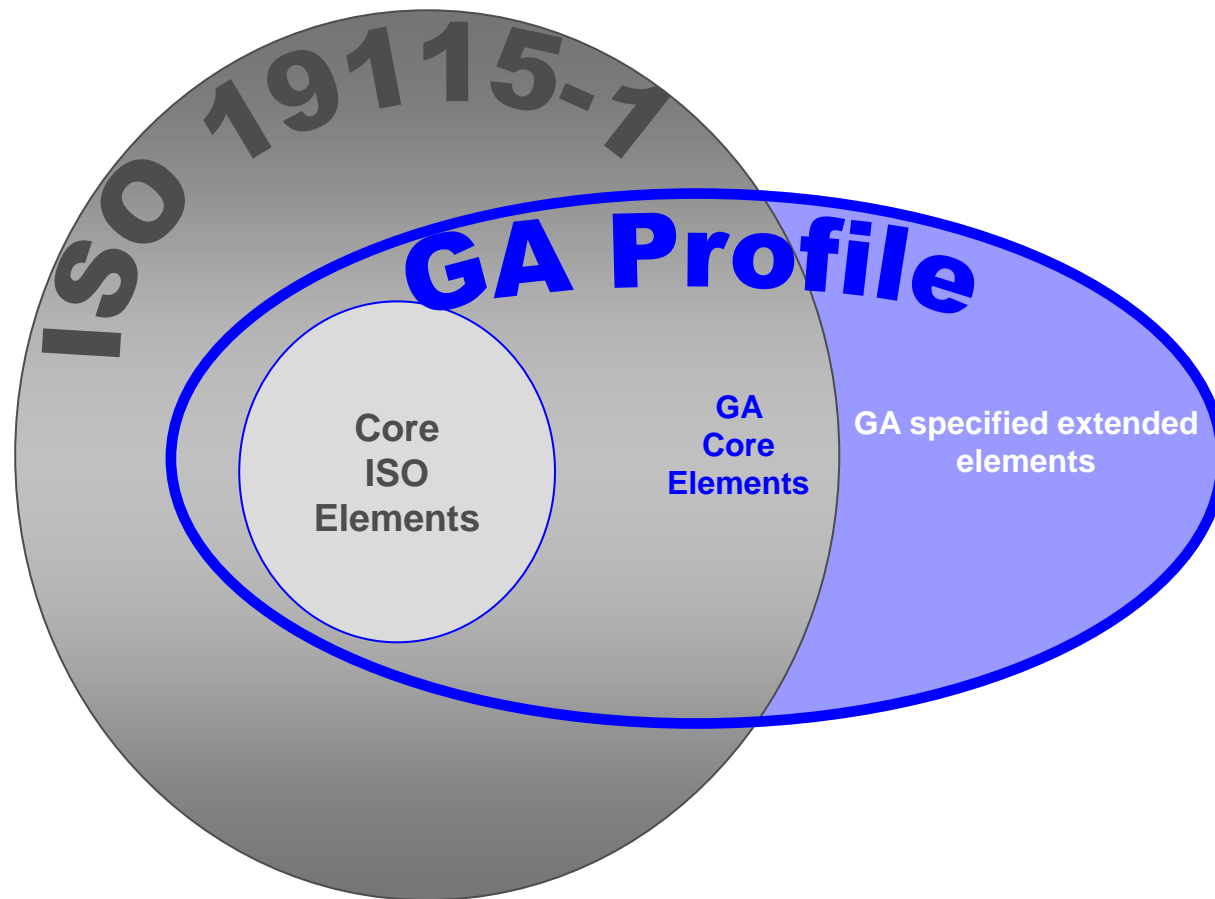 ISO 19115-1
GA Profile
Core
ISO
Elements
GA
Core
Elements
GA specified extended
elements